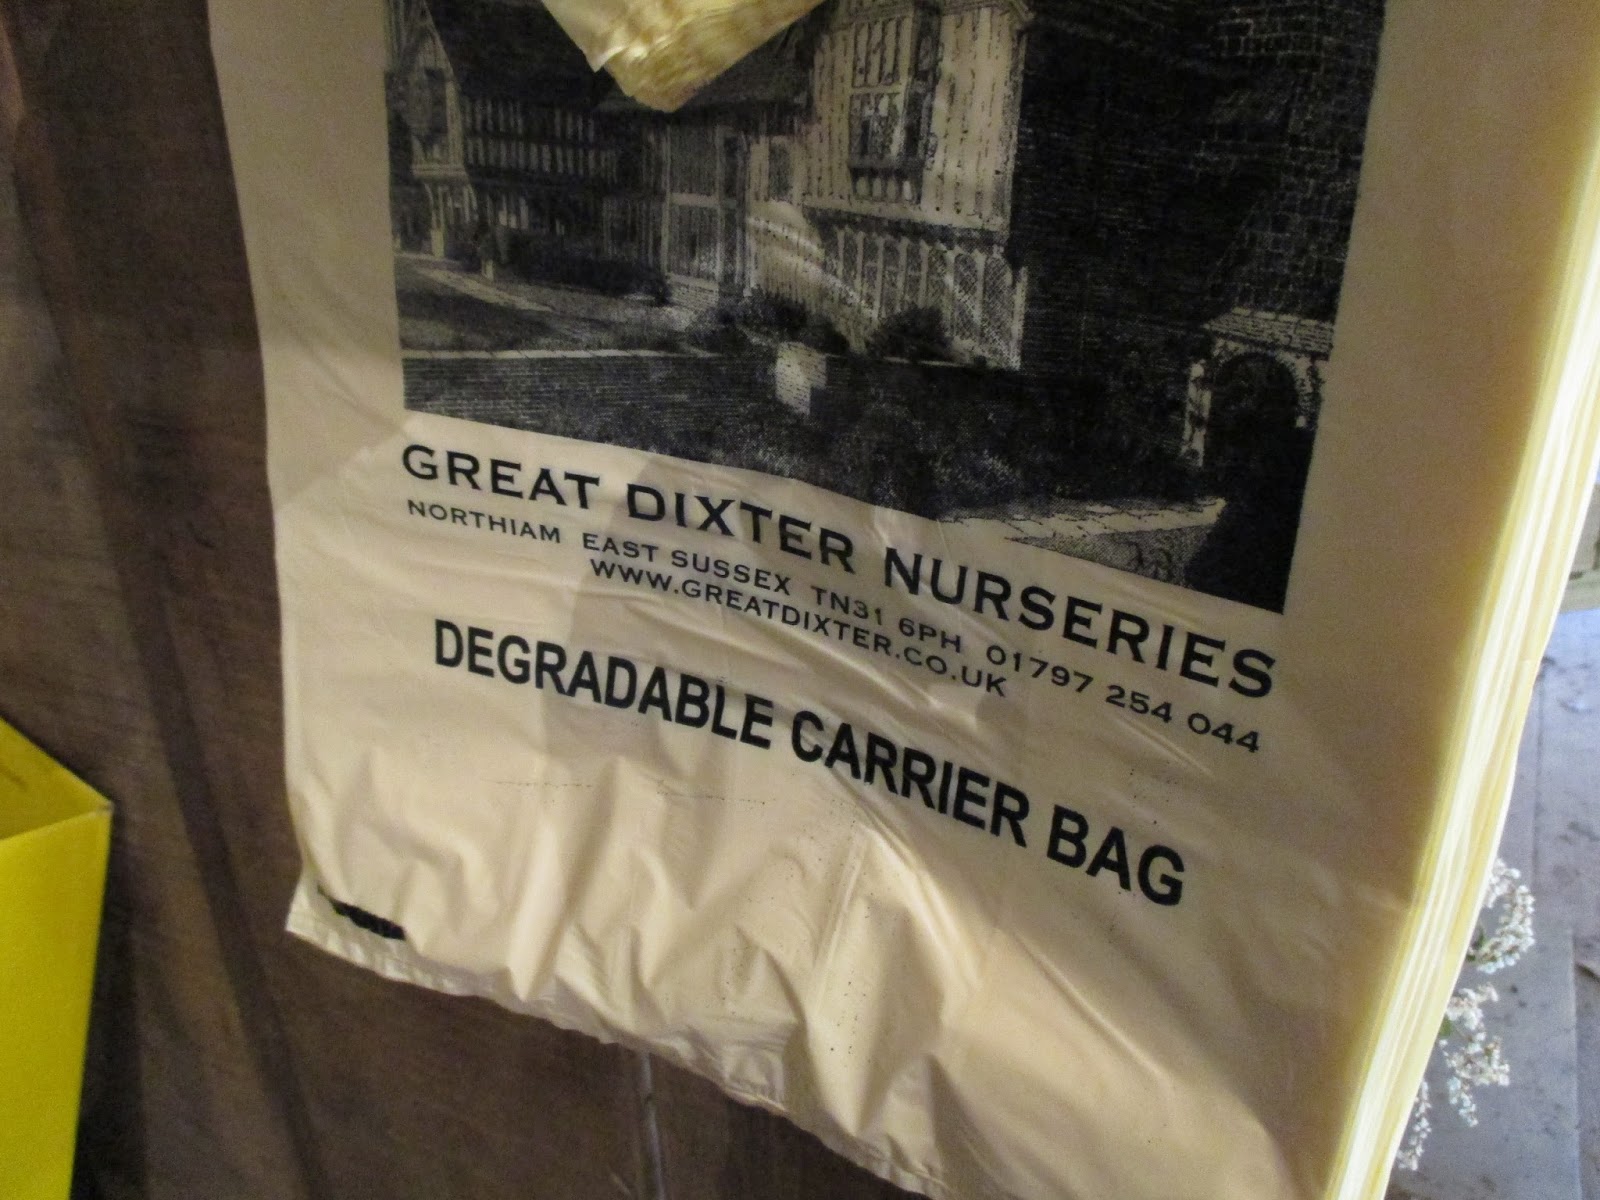 GREAT DIXTER NURSERIES
NORTHIAM EAST SUSSEX TN31 6PH 01797 254 044
WWW.GREATDIXTER.CO.UK
DEGRADABLE CARRIER BAG